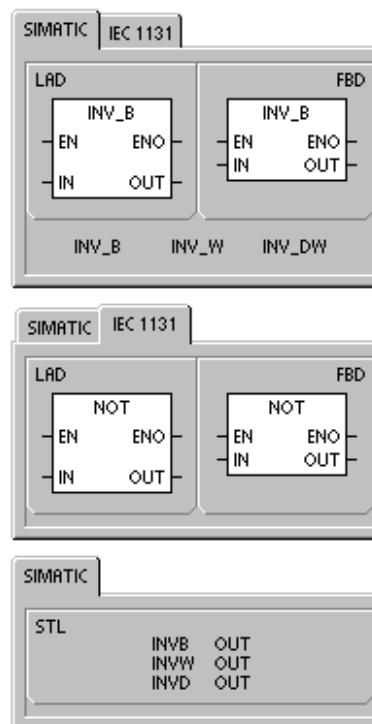 SIMATIC IEC 1131
LAD FBD
INV_B INV_B
EN ENO EN ENO
IN OUT
IN OUT
INV_B INV_W INV_DW
SIMATIC IEC 1131
LAD FBD
NOT NOT
EN ENO EN ENO
IN OUT
IN OUT
SIMATIC
STL
INVB OUT
INVW OUT
INVD OUT